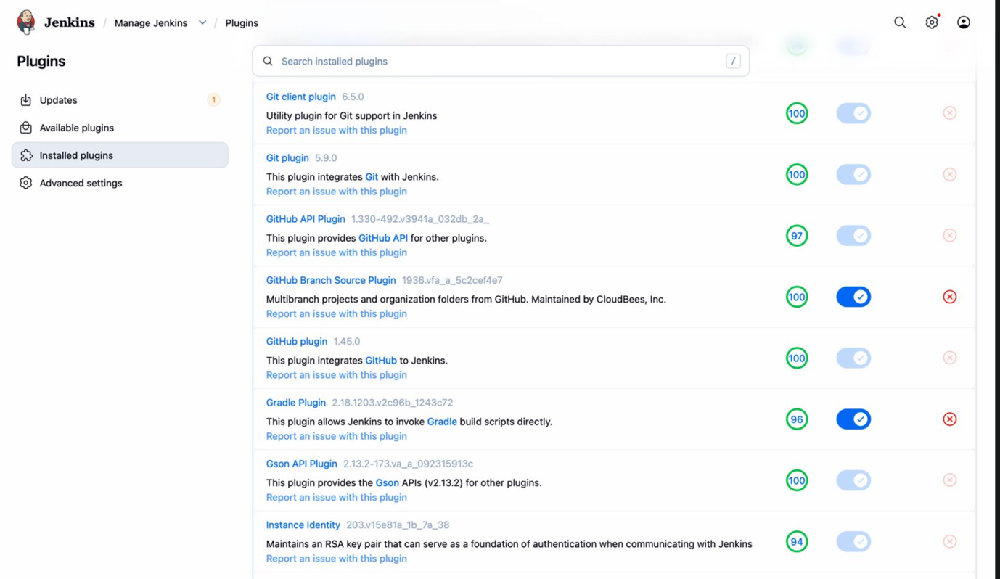 Jenkins / Manage Jenkins / Plugins
Plugins
Search installed plugins /
Updates 1
Available plugins
Installed plugins
Advanced settings
Git client plugin 6.5.0
Utility plugin for Git support in Jenkins
Report an issue with this plugin
100
Git plugin 5.9.0
This plugin integrates Git with Jenkins.
Report an issue with this plugin
100
GitHub API Plugin 1.330-492.v3941a_032db_2a_
This plugin provides GitHub API for other plugins.
Report an issue with this plugin
97
GitHub Branch Source Plugin 1936.vfa_a_5c2cef4e7
Multibranch projects and organization folders from GitHub. Maintained by CloudBees, Inc.
Report an issue with this plugin
100
GitHub plugin 1.45.0
This plugin integrates GitHub to Jenkins.
Report an issue with this plugin
100
Gradle Plugin 2.18.1203.v2c96b_1243c72
This plugin allows Jenkins to invoke Gradle build scripts directly.
Report an issue with this plugin
96
Gson API Plugin 2.13.2-173.va_a_092315913c
This plugin provides the Gson APIs (v2.13.2) for other plugins.
Report an issue with this plugin
100
Instance Identity 203.v15e81a_1b_7a_38
Maintains an RSA key pair that can serve as a foundation of authentication when communicating with Jenkins
Report an issue with this plugin
94